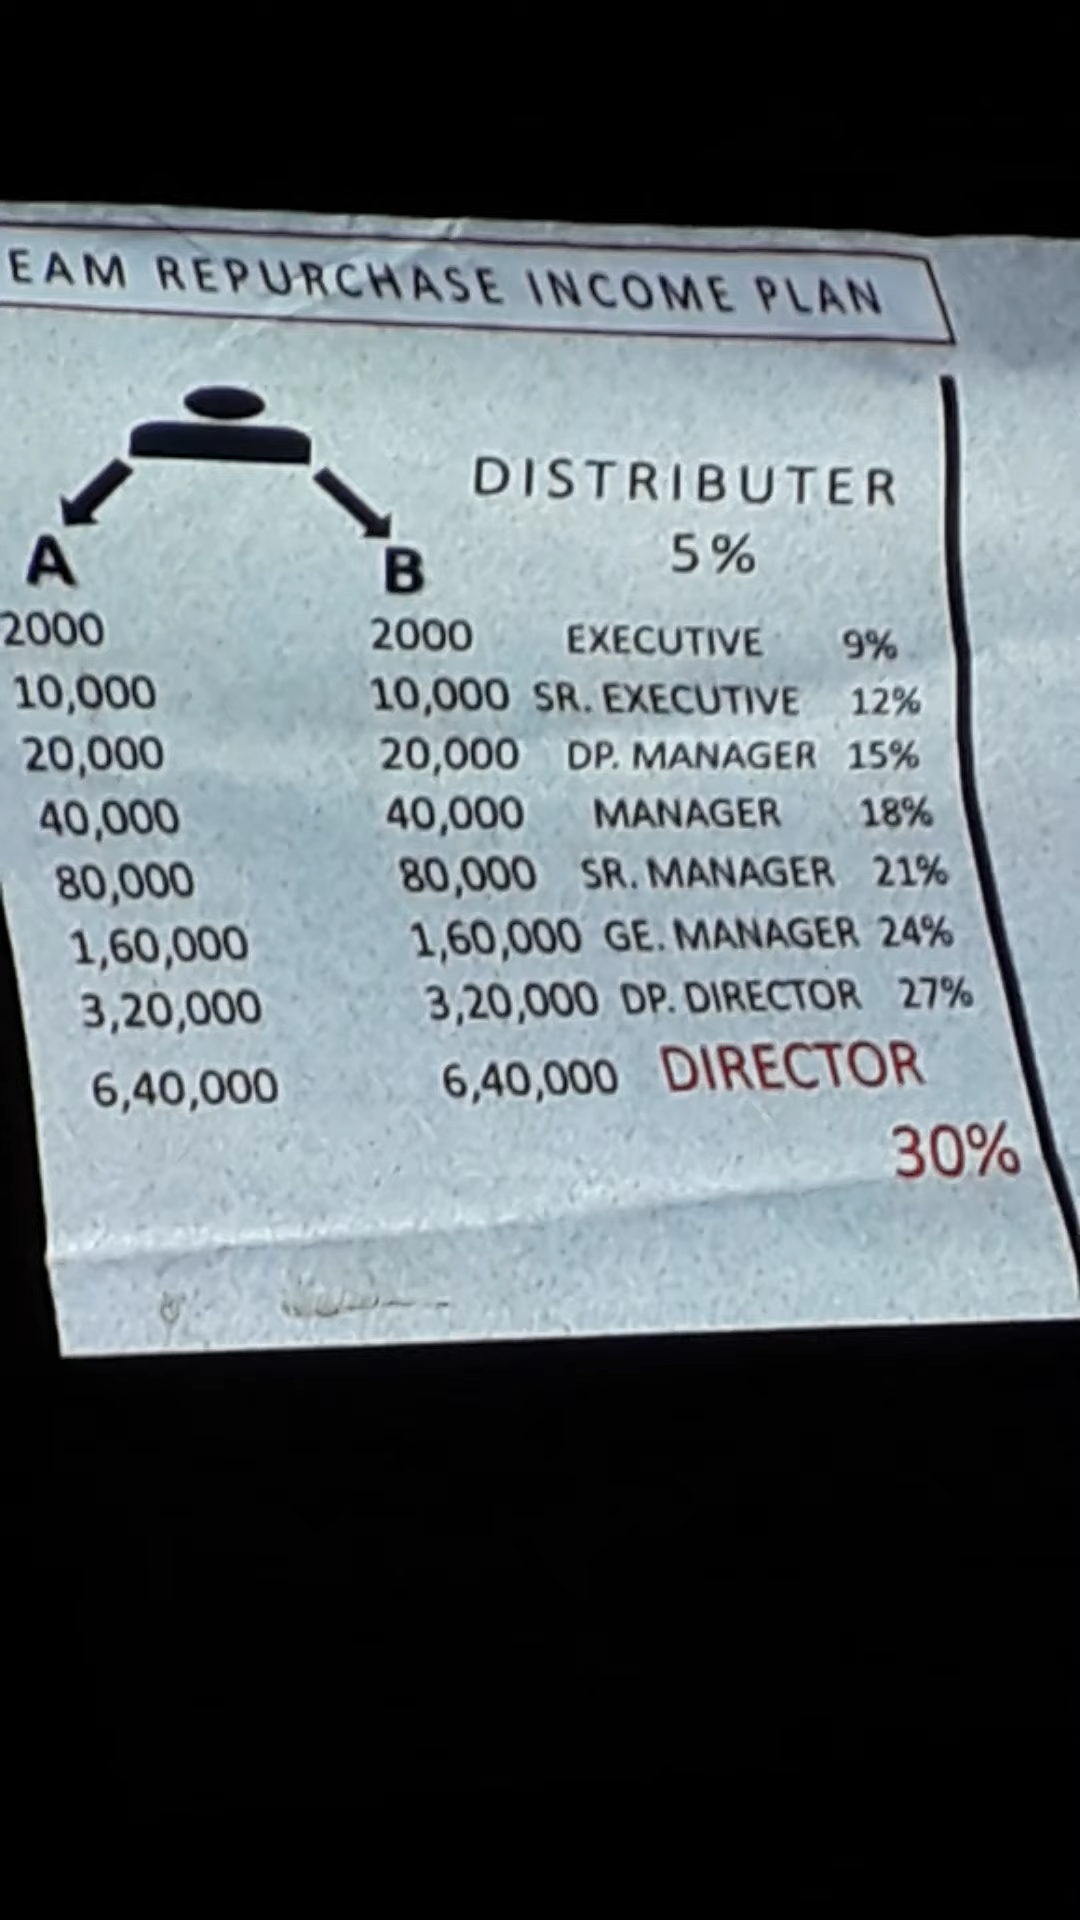 EAM REPURCHASE INCOME PLAN
DISTRIBUTER
5%
A B
2000 2000 EXECUTIVE 9%
10,000 10,000 SR. EXECUTIVE 12%
20,000 20,000 DP. MANAGER 15%
40,000 40,000 MANAGER 18%
80,000 80,000 SR. MANAGER 21%
1,60,000 1,60,000 GE. MANAGER 24%
3,20,000 3,20,000 DP. DIRECTOR 27%
6,40,000 6,40,000 DIRECTOR
30%